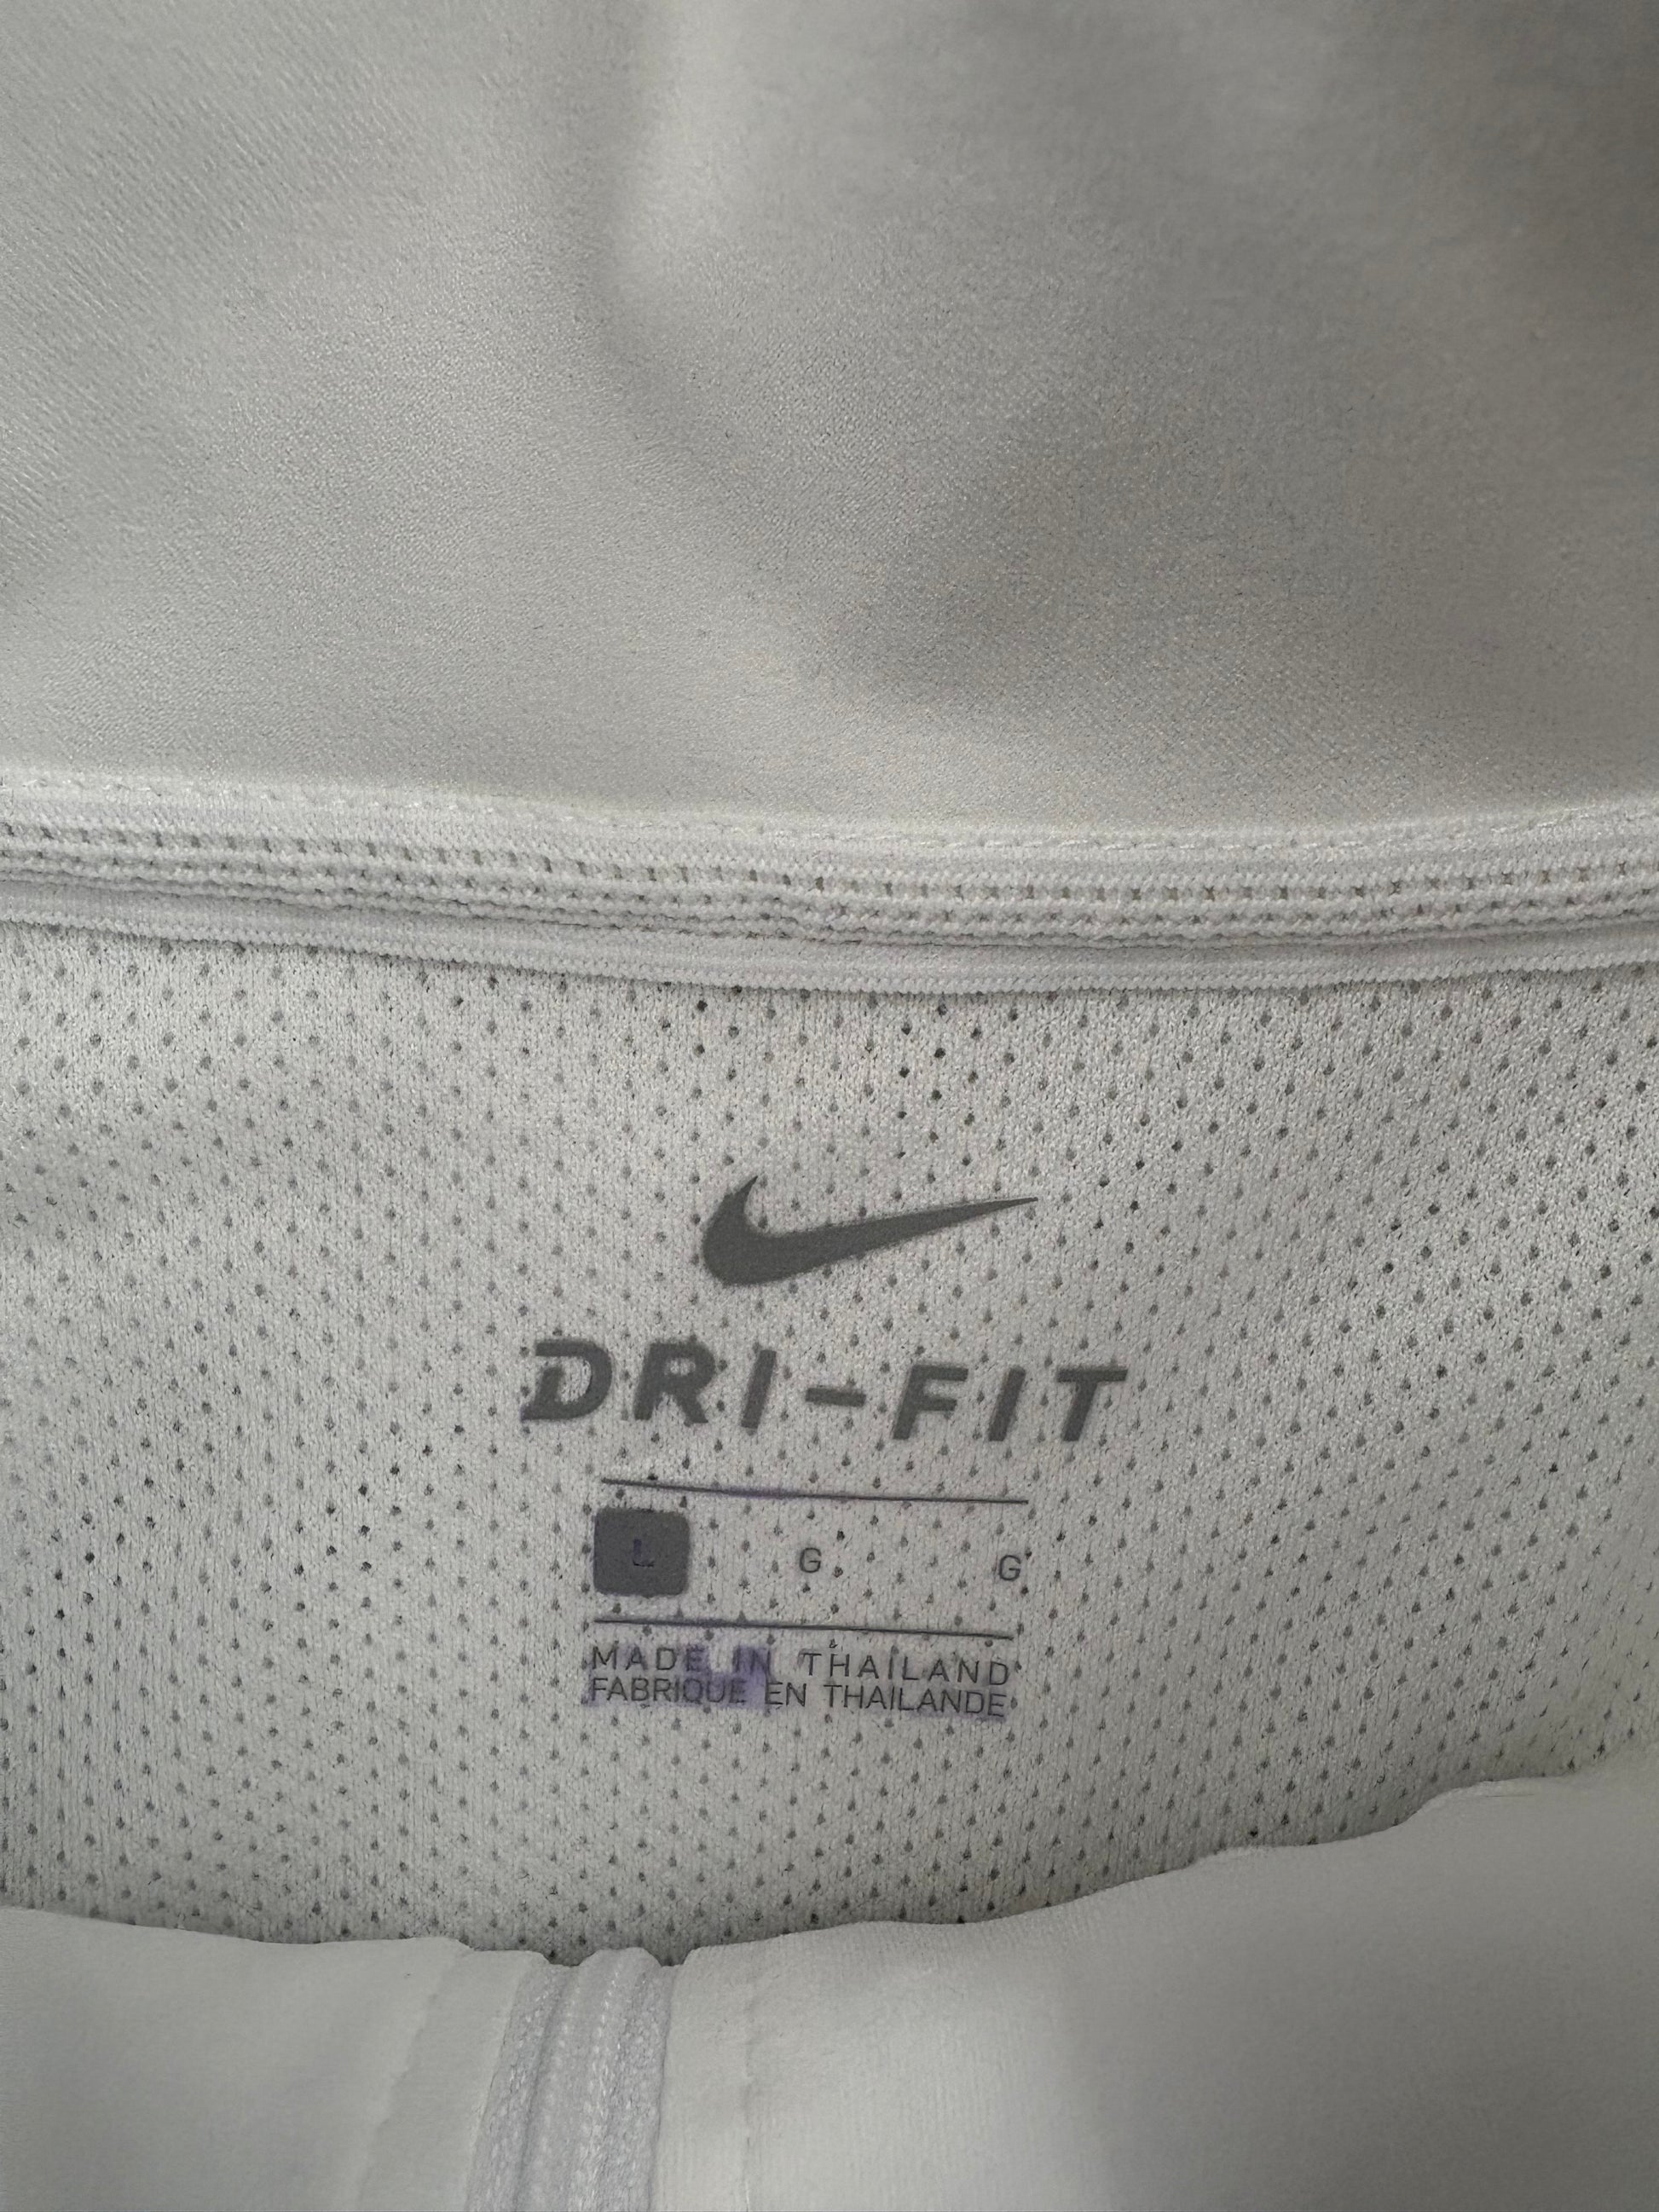 DRI-FIT
L G G
MADE IN THAILAND
FABRIQUE EN THAILANDE